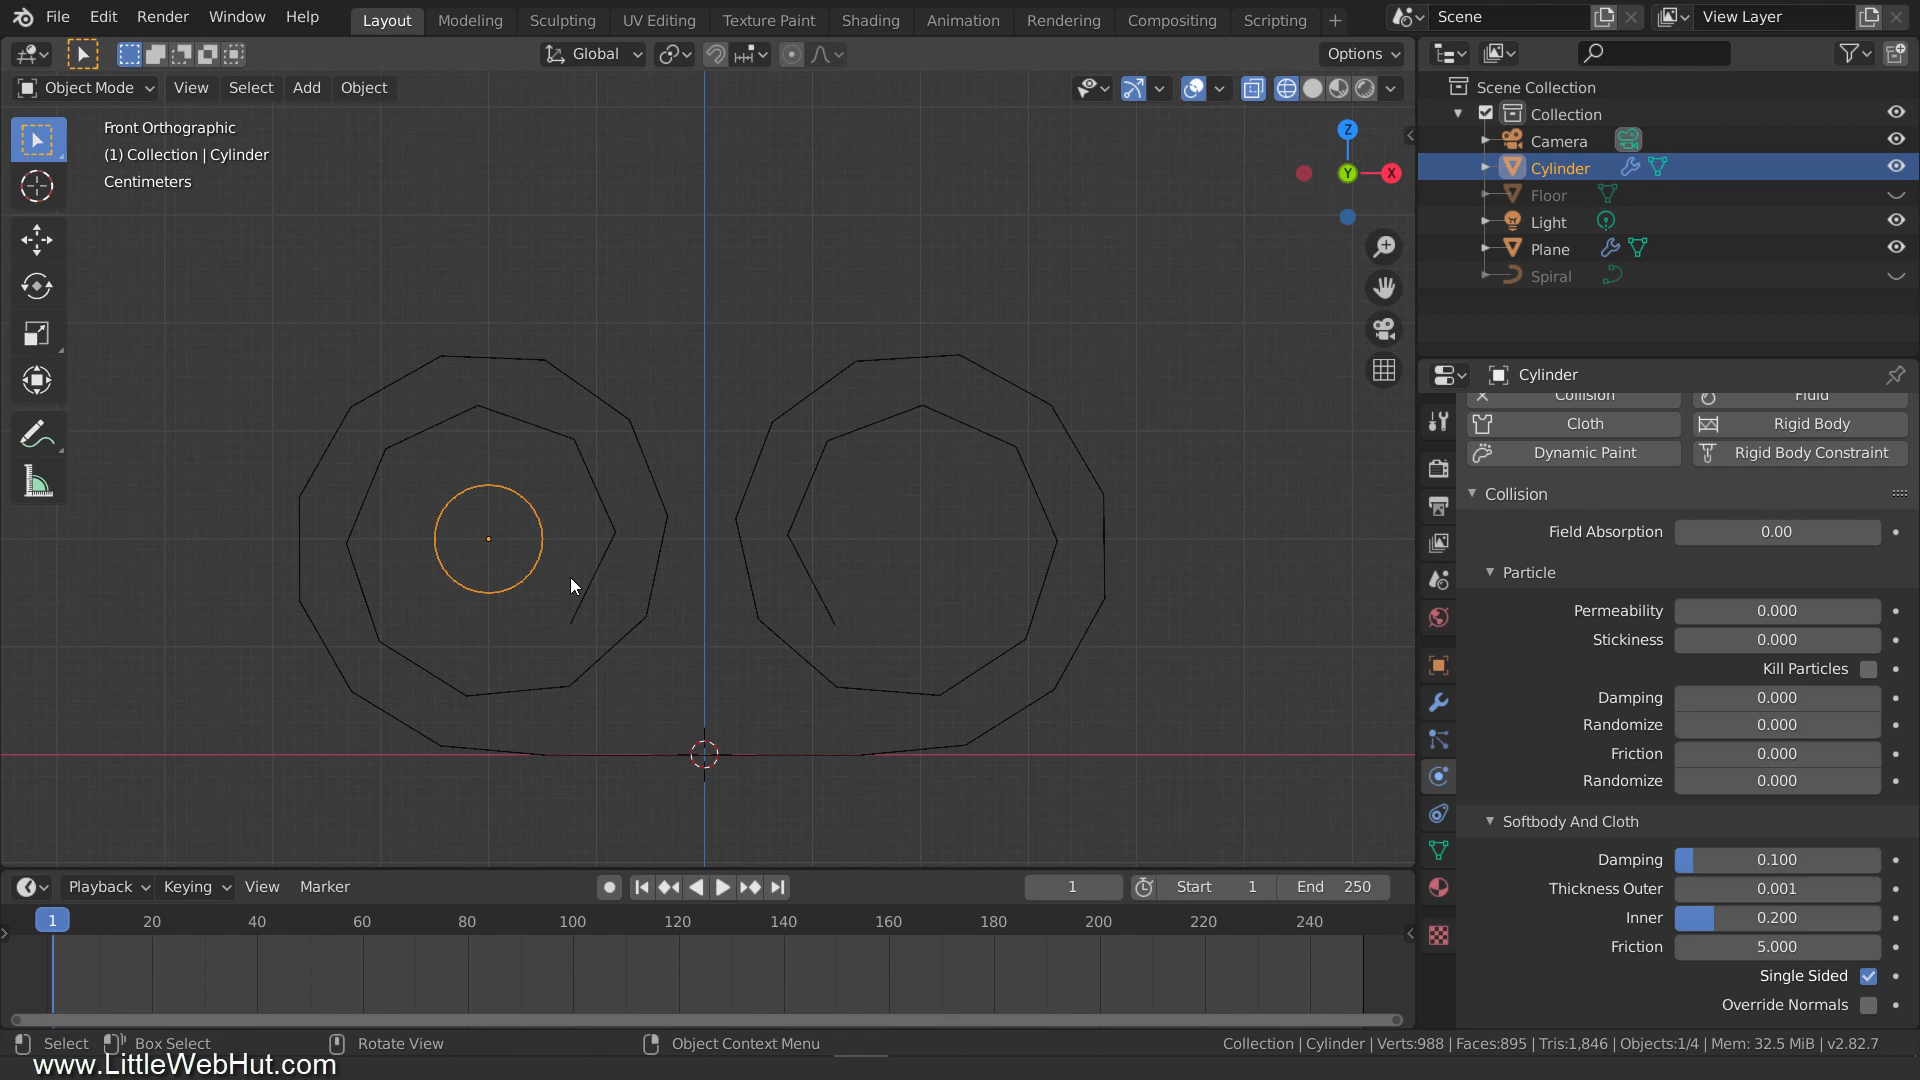 File Edit Render Window Help Layout Modeling Sculpting UV Editing Texture Paint Shading Animation Rendering Compositing Scripting + Scene View Layer
Global Options
Object Mode View Select Add Object
Front Orthographic
(1) Collection | Cylinder
Centimeters
Z
Y
X
Scene Collection
Collection
Camera
Cylinder
Floor
Light
Plane
Spiral
Cylinder
Collision Fluid
Cloth Rigid Body
Dynamic Paint Rigid Body Constraint
Collision
Field Absorption 0.00
Particle
Permeability 0.000
Stickiness 0.000
Kill Particles
Damping 0.000
Randomize 0.000
Friction 0.000
Randomize 0.000
Softbody And Cloth
Damping 0.100
Thickness Outer 0.001
Inner 0.200
Friction 5.000
Single Sided
Override Normals
Playback Keying View Marker 1 Start 1 End 250
1 20 40 60 80 100 120 140 160 180 200 220 240
Select Box Select Rotate View Object Context Menu Collection | Cylinder | Verts:988 | Faces:895 | Tris:1,846 | Objects:1/4 | Mem: 32.5 MiB | v2.82.7
www.LittleWebHut.com